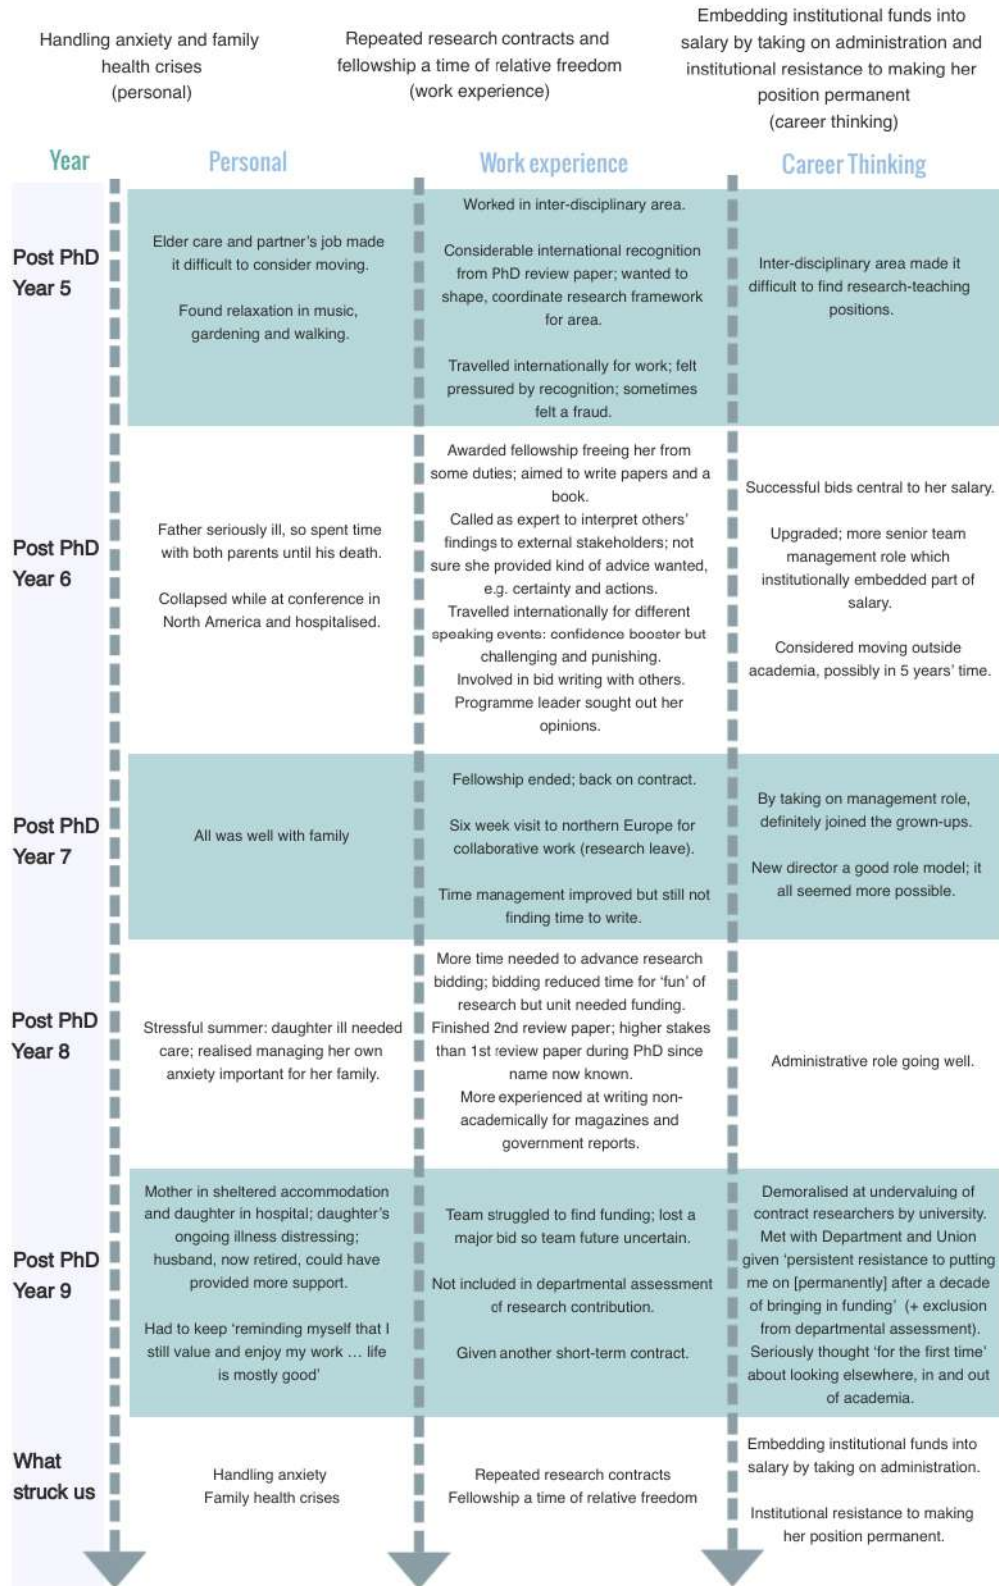 Handling anxiety and family
health crises
(personal)
Repeated research contracts and
fellowship a time of relative freedom
(work experience)
Embedding institutional funds into
salary by taking on administration and
institutional resistance to making her
position permanent
(career thinking)
Year
Personal
Work experience
Career Thinking
Post PhD
Year 5
Elder care and partner's job made
it difficult to consider moving.
Found relaxation in music,
gardening and walking.
Worked in inter-disciplinary area.
Considerable international recognition
from PhD review paper; wanted to
shape, coordinate research framework
for area.
Travelled internationally for work; felt
pressured by recognition; sometimes
felt a fraud.
Inter-disciplinary area made it
difficult to find research-teaching
positions.
Post PhD
Year 6
Father seriously ill, so spent time
with both parents until his death.
Collapsed while at conference in
North America and hospitalised.
Awarded fellowship freeing her from
some duties; aimed to write papers and a
book.
Called as expert to interpret others'
findings to external stakeholders; not
sure she provided kind of advice wanted,
e.g. certainty and actions.
Travelled internationally for different
speaking events: confidence booster but
challenging and punishing.
Involved in bid writing with others.
Programme leader sought out her
opinions.
Successful bids central to her salary.
Upgraded; more senior team
management role which
institutionally embedded part of
salary.
Considered moving outside
academia, possibly in 5 years' time.
Post PhD
Year 7
All was well with family
Fellowship ended; back on contract.
Six week visit to northern Europe for
collaborative work (research leave).
Time management improved but still not
finding time to write.
By taking on management role,
definitely joined the grown-ups.
New director a good role model; it
all seemed more possible.
Post PhD
Year 8
Stressful summer: daughter ill needed
care; realised managing her own
anxiety important for her family.
More time needed to advance research
bidding; bidding reduced time for 'fun' of
research but unit needed funding.
Finished 2nd review paper; higher stakes
than 1st review paper during PhD since
name now known.
More experienced at writing non-
academically for magazines and
government reports.
Administrative role going well.
Post PhD
Year 9
Mother in sheltered accommodation
and daughter in hospital; daughter's
ongoing illness distressing;
husband, now retired, could have
provided more support.
Had to keep 'reminding myself that I
still value and enjoy my work ... life
is mostly good'
Team struggled to find funding; lost a
major bid so team future uncertain.
Not included in departmental assessment
of research contribution.
Given another short-term contract.
Demoralised at undervaluing of
contract researchers by university.
Met with Department and Union
given 'persistent resistance to putting
me on [permanently] after a decade
of bringing in funding' (+ exclusion
from departmental assessment).
Seriously thought 'for the first time'
about looking elsewhere, in and out
of academia.
What
struck us
Handling anxiety
Family health crises
Repeated research contracts
Fellowship a time of relative freedom
Embedding institutional funds into
salary by taking on administration.
Institutional resistance to making
her position permanent.